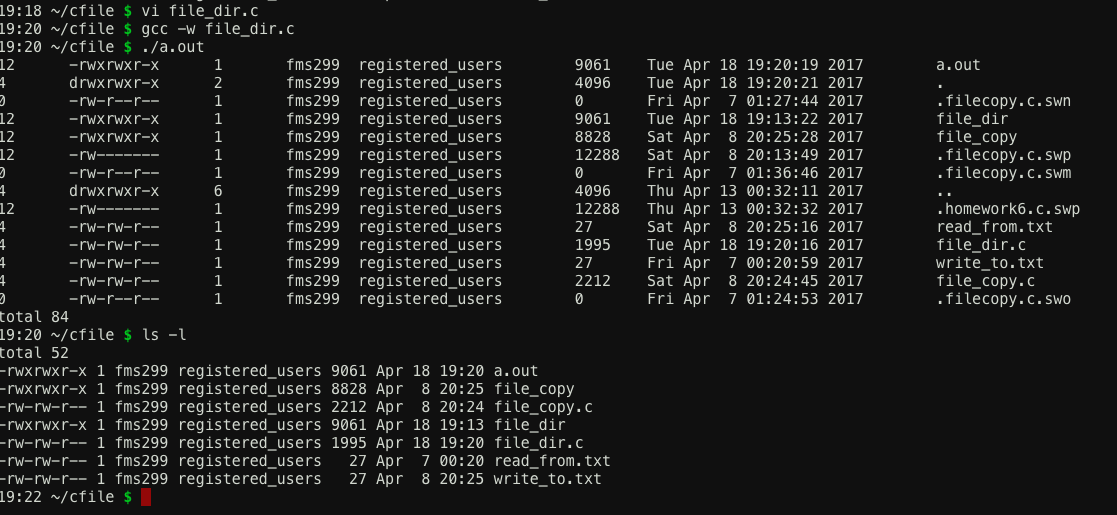 19:18 ~/cfile $ vi file_dir.c
19:20 ~/cfile $ gcc -w file_dir.c
19:20 ~/cfile $ ./a.out
12 -rwxrwxr-x 1 fms299 registered_users 9061 Tue Apr 18 19:20:19 2017 a.out
4 drwxrwxr-x 2 fms299 registered_users 4096 Tue Apr 18 19:20:21 2017 .
0 -rw-r--r-- 1 fms299 registered_users 0 Fri Apr 7 01:27:44 2017 .filecopy.c.swn
12 -rwxrwxr-x 1 fms299 registered_users 9061 Tue Apr 18 19:13:22 2017 file_dir
12 -rwxrwxr-x 1 fms299 registered_users 8828 Sat Apr 8 20:25:28 2017 file_copy
12 -rw------- 1 fms299 registered_users 12288 Sat Apr 8 20:13:49 2017 .filecopy.c.swp
0 -rw-r--r-- 1 fms299 registered_users 0 Fri Apr 7 01:36:46 2017 .filecopy.c.swm
4 drwxrwxr-x 6 fms299 registered_users 4096 Thu Apr 13 00:32:11 2017 ..
12 -rw------- 1 fms299 registered_users 12288 Thu Apr 13 00:32:32 2017 .homework6.c.swp
4 -rw-rw-r-- 1 fms299 registered_users 27 Sat Apr 8 20:25:16 2017 read_from.txt
4 -rw-rw-r-- 1 fms299 registered_users 1995 Tue Apr 18 19:20:16 2017 file_dir.c
4 -rw-rw-r-- 1 fms299 registered_users 27 Fri Apr 7 00:20:59 2017 write_to.txt
4 -rw-rw-r-- 1 fms299 registered_users 2212 Sat Apr 8 20:24:45 2017 file_copy.c
0 -rw-r--r-- 1 fms299 registered_users 0 Fri Apr 7 01:24:53 2017 .filecopy.c.swo
total 84
19:20 ~/cfile $ ls -l
total 52
-rwxrwxr-x 1 fms299 registered_users 9061 Apr 18 19:20 a.out
-rwxrwxr-x 1 fms299 registered_users 8828 Apr 8 20:25 file_copy
-rw-rw-r-- 1 fms299 registered_users 2212 Apr 8 20:24 file_copy.c
-rwxrwxr-x 1 fms299 registered_users 9061 Apr 18 19:13 file_dir
-rw-rw-r-- 1 fms299 registered_users 1995 Apr 18 19:20 file_dir.c
-rw-rw-r-- 1 fms299 registered_users 27 Apr 7 00:20 read_from.txt
-rw-rw-r-- 1 fms299 registered_users 27 Apr 8 20:25 write_to.txt
19:22 ~/cfile $